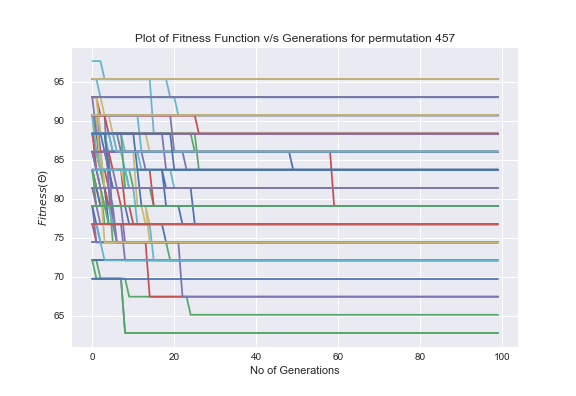 Plot of Fitness Function v/s Generations for permutation 457
Fitness(Θ)
95
90
85
80
75
70
65
0 20 40 60 80 100
No of Generations